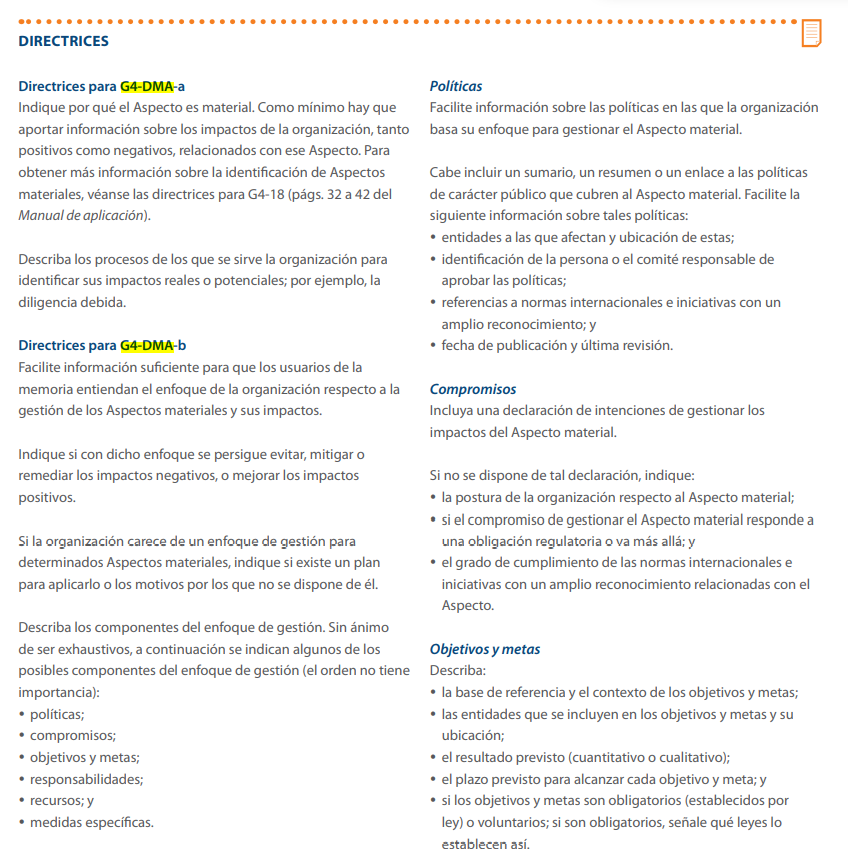 DIRECTRICES
Directrices para G4-DMA-a
Indique por qué el Aspecto es material. Como mínimo hay que
aportar información sobre los impactos de la organización, tanto
positivos como negativos, relacionados con ese Aspecto. Para
obtener más información sobre la identificación de Aspectos
materiales, véanse las directrices para G4-18 (págs. 32 a 42 del
Manual de aplicación).
Describa los procesos de los que se sirve la organización para
identificar sus impactos reales o potenciales; por ejemplo, la
diligencia debida.
Directrices para G4-DMA-b
Facilite información suficiente para que los usuarios de la
memoria entiendan el enfoque de la organización respecto a la
gestión de los Aspectos materiales y sus impactos.
Indique si con dicho enfoque se persigue evitar, mitigar o
remediar los impactos negativos, o mejorar los impactos
positivos.
Si la organización carece de un enfoque de gestión para
determinados Aspectos materiales, indique si existe un plan
para aplicarlo o los motivos por los que no se dispone de él.
Describa los componentes del enfoque de gestión. Sin ánimo
de ser exhaustivos, a continuación se indican algunos de los
posibles componentes del enfoque de gestión (el orden no tiene
importancia):
• políticas;
• compromisos;
• objetivos y metas;
• responsabilidades;
• recursos; y
• medidas específicas.
Políticas
Facilite información sobre las políticas en las que la organización
basa su enfoque para gestionar el Aspecto material.
Cabe incluir un sumario, un resumen o un enlace a las políticas
de carácter público que cubren al Aspecto material. Facilite la
siguiente información sobre tales políticas:
• entidades a las que afectan y ubicación de estas;
• identificación de la persona o el comité responsable de
aprobar las políticas;
• referencias a normas internacionales e iniciativas con un
amplio reconocimiento; y
• fecha de publicación y última revisión.
Compromisos
Incluya una declaración de intenciones de gestionar los
impactos del Aspecto material.
Si no se dispone de tal declaración, indique:
• la postura de la organización respecto al Aspecto material;
• si el compromiso de gestionar el Aspecto material responde a
una obligación regulatoria o va más allá; y
• el grado de cumplimiento de las normas internacionales e
iniciativas con un amplio reconocimiento relacionadas con el
Aspecto.
Objetivos y metas
Describa:
• la base de referencia y el contexto de los objetivos y metas;
• las entidades que se incluyen en los objetivos y metas y su
ubicación;
• el resultado previsto (cuantitativo o cualitativo);
• el plazo previsto para alcanzar cada objetivo y meta; y
• si los objetivos y metas son obligatorios (establecidos por
ley) o voluntarios; si son obligatorios, señale qué leyes lo
establecen así.